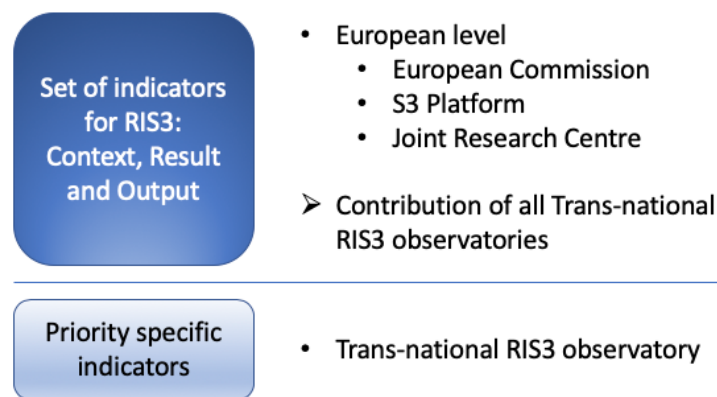 Set of indicators
for RIS3:
Context, Result
and Output
• European level
• European Commission
• S3 Platform
• Joint Research Centre
➢ Contribution of all Trans-national
RIS3 observatories
Priority specific
indicators
• Trans-national RIS3 observatory